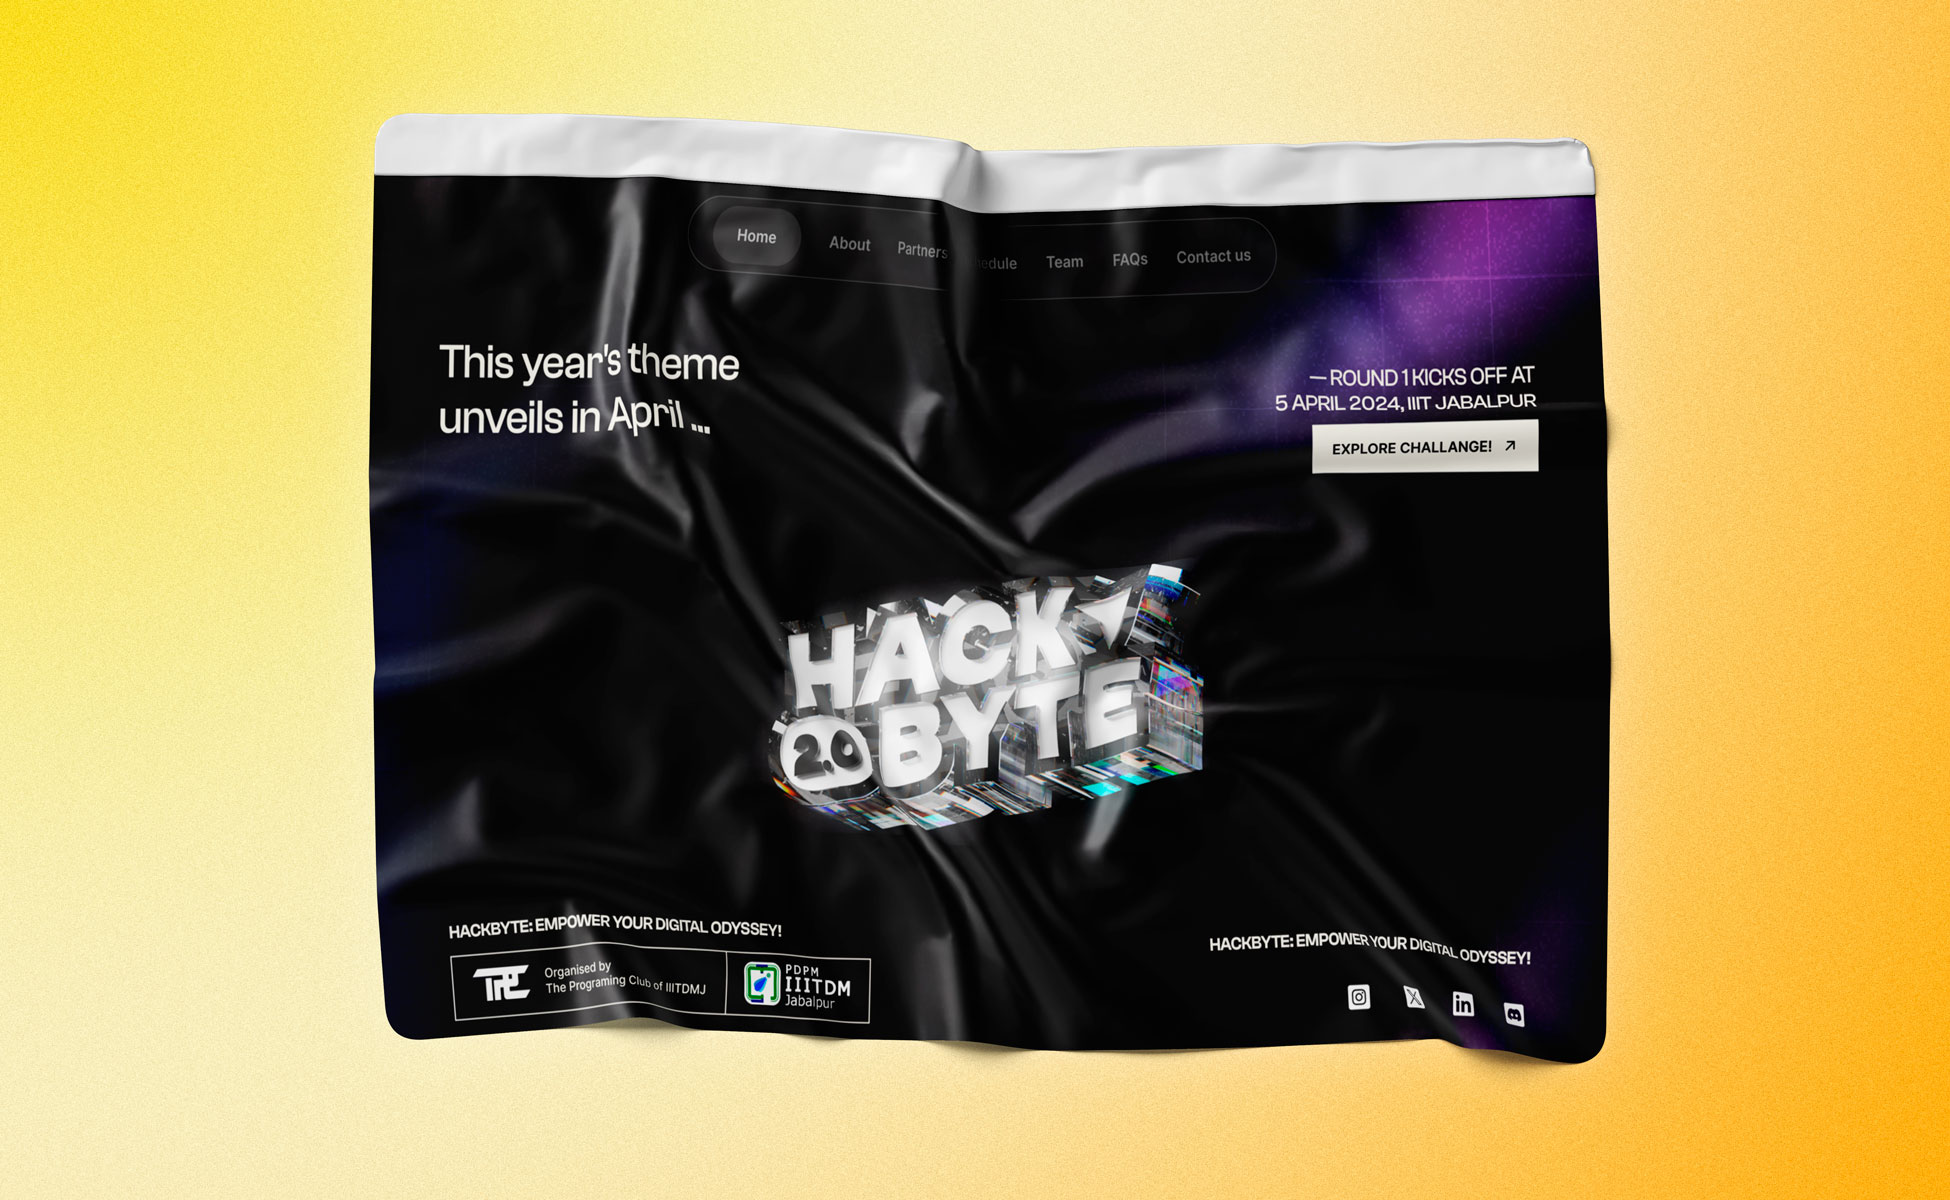 Home
About
Partners
Team
FAQs
Contact us
This year's theme
unveils in April ...
— ROUND 1 KICKS OFF AT
5 APRIL 2024, IIIT JABALPUR
EXPLORE CHALLANGE!
HACK
2.0 BYTE
HACKBYTE: EMPOWER YOUR DIGITAL ODYSSEY!
TPC
Organised by
The Programing Club of IIITDMJ
PDPM
IIITDM
Jabalpur
HACKBYTE: EMPOWER YOUR DIGITAL ODYSSEY!
in